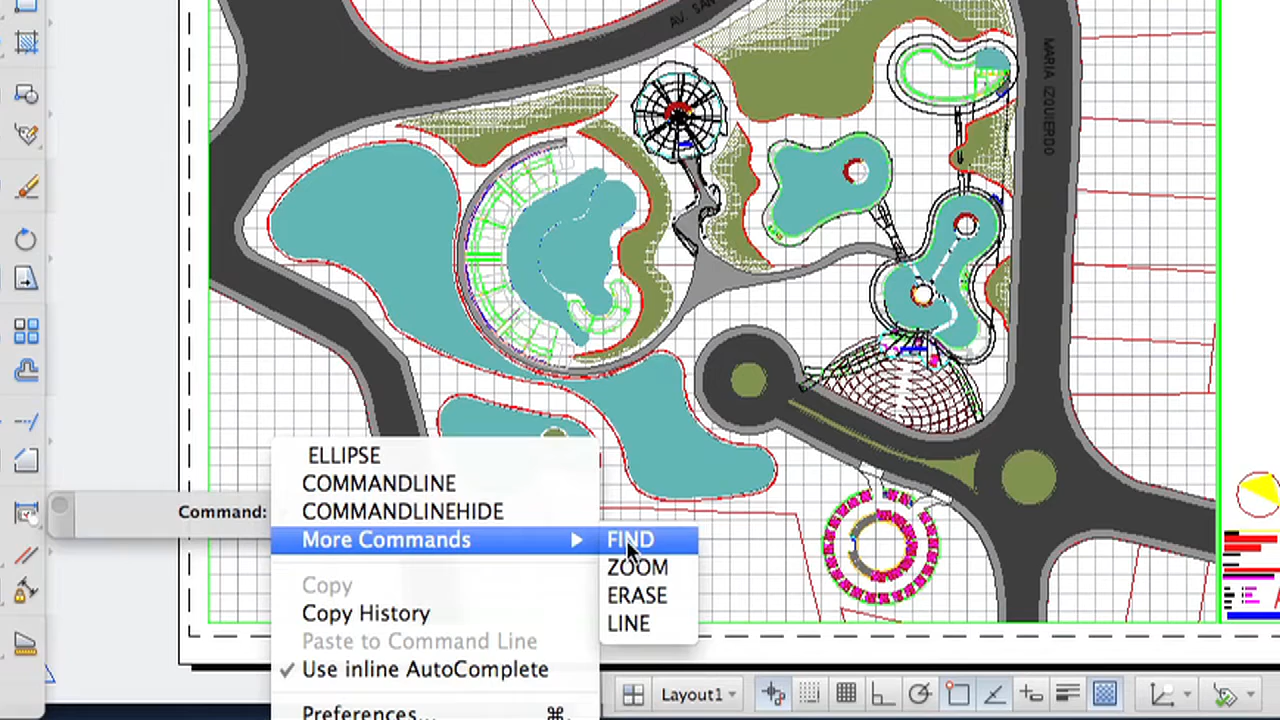 AV. SAN
MARIA IZQUIERDO
ELLIPSE
COMMANDLINE
Command:
COMMANDLINEHIDE
More Commands
FIND
ZOOM
ERASE
LINE
Copy
Copy History
Paste to Command Line
✓ Use inline AutoComplete
Preferences... ⌘,
Layout1